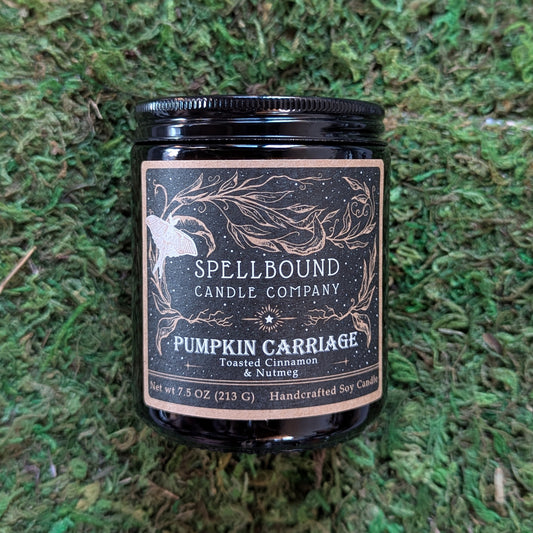 SPELLBOUND
CANDLE COMPANY
PUMPKIN CARRIAGE
Toasted Cinnamon
& Nutmeg
Net wt 7.5 OZ (213 G) Handcrafted Soy Candle